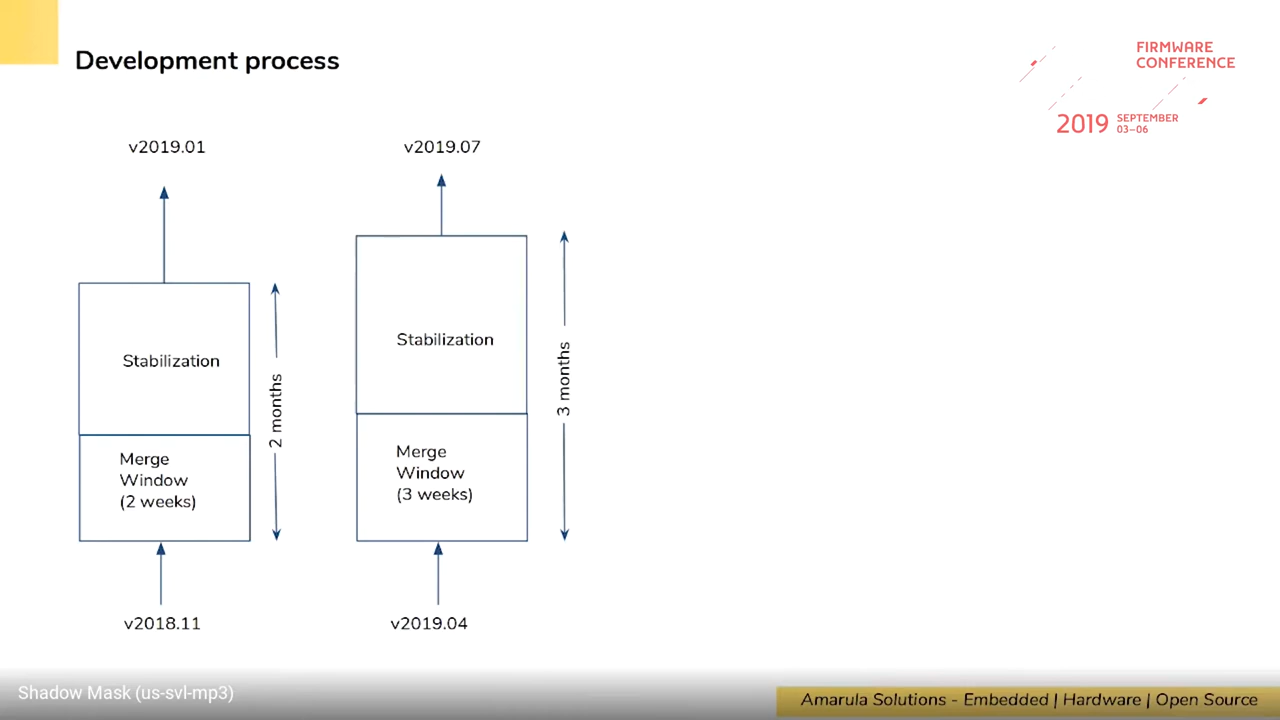 Development process
FIRMWARE
CONFERENCE
2019 SEPTEMBER
03–06
v2019.01
v2019.07
Stabilization
2 months
Merge
Window
(2 weeks)
v2018.11
Stabilization
3 months
Merge
Window
(3 weeks)
v2019.04
Shadow Mask (us-svl-mp3)
Amarula Solutions - Embedded | Hardware | Open Source